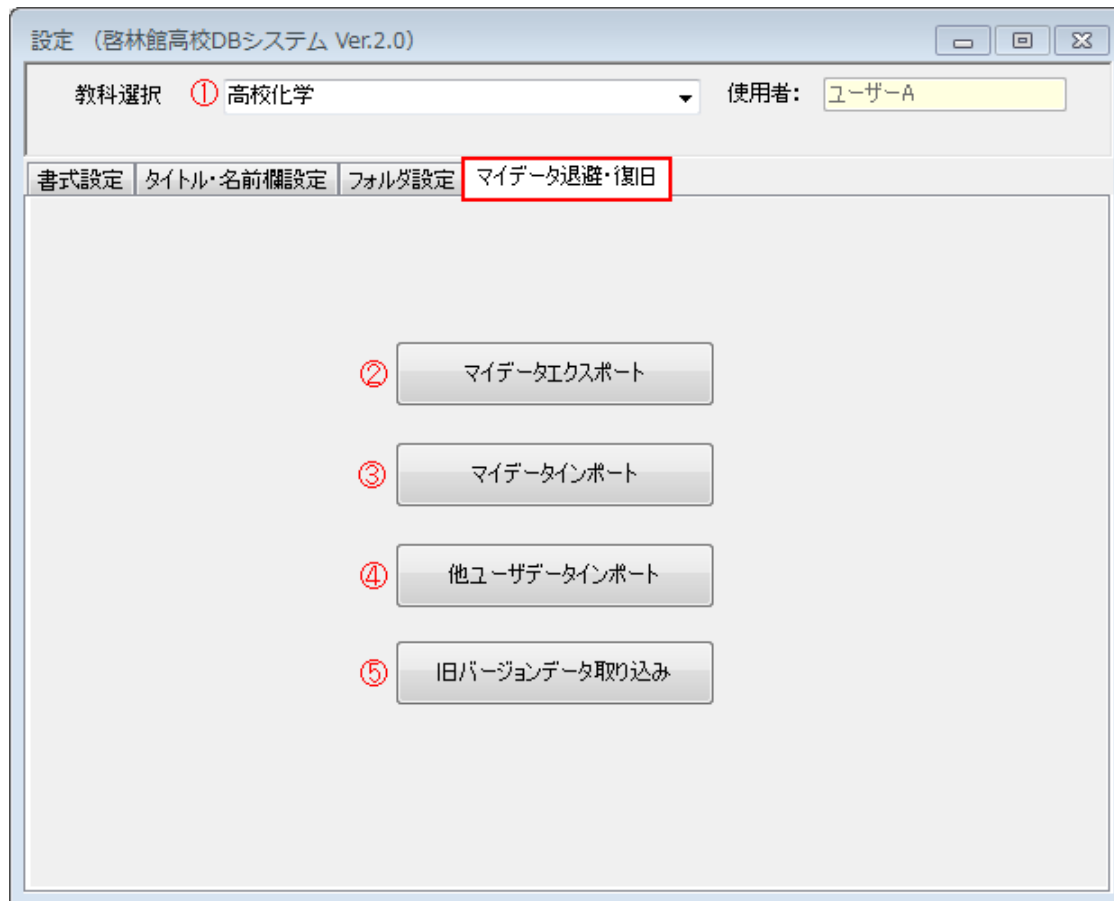 設定 （啓林館高校DBシステム Ver.2.0）
教科選択 ① 高校化学 使用者： ユーザーA
書式設定 タイトル・名前欄設定 フォルダ設定 マイデータ退避・復旧
② マイデータエクスポート
③ マイデータインポート
④ 他ユーザデータインポート
⑤ 旧バージョンデータ取り込み